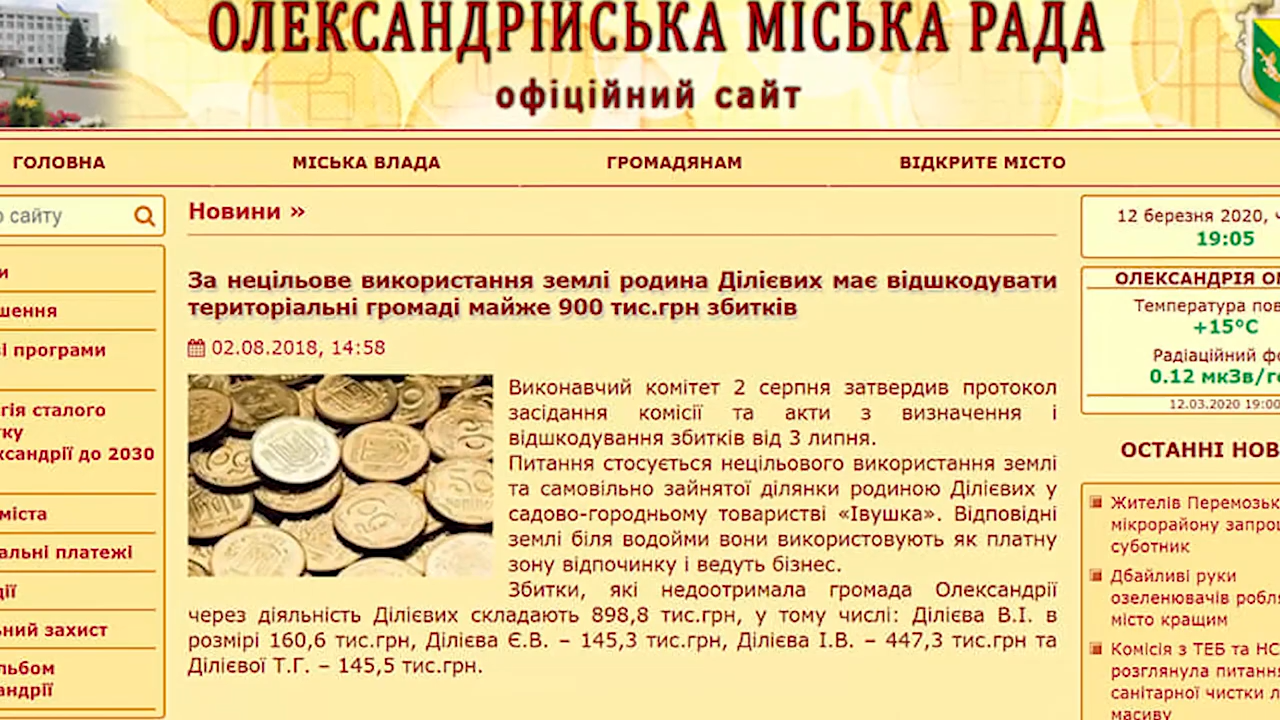 ОЛЕКСАНДРІЙСЬКА МІСЬКА РАДА
офіційний сайт
ГОЛОВНА
МІСЬКА ВЛАДА
ГРОМАДЯНАМ
ВІДКРИТЕ МІСТО
сайту
міста
платежі
захист
сталого
до 2030
програми
Новини »
За нецільове використання землі родина Ділієвих має відшкодувати
територіальні громаді майже 900 тис.грн збитків
02.08.2018, 14:58
Виконавчий комітет 2 серпня затвердив протокол
засідання комісії та акти з визначення і
відшкодування збитків від 3 липня.
Питання стосується нецільового використання землі
та самовільно зайнятої ділянки родиною Ділієвих у
садово-городньому товаристві «Івушка». Відповідні
землі біля водойми вони використовують як платну
зону відпочинку і ведуть бізнес.
Збитки, які недоотримала громада Олександрії
через діяльність Ділієвих складають 898,8 тис.грн, у тому числі: Ділієва В.І. в
розмірі 160,6 тис.грн, Ділієва Є.В. – 145,3 тис.грн, Ділієва І.В. – 447,3 тис.грн та
Ділієвої Т.Г. – 145,5 тис.грн.
12 березня 2020,
19:05
ОЛЕКСАНДРІЯ
Температура
+15°C
Радіаційний
0.12
12.03.2020 19:00
ОСТАННІ
Жителів
мікрорайону
суботник
Дбайливі руки
озеленювачів
місто кращим
Комісія з ТЕБ та
розглянула питання
санітарної чистки
масиву